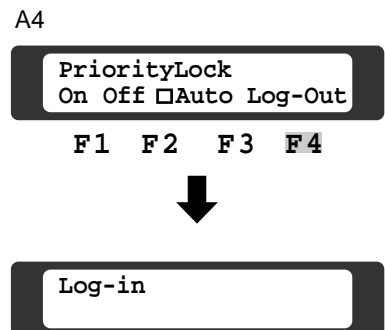 A4
PriorityLock
On Off □Auto Log-Out
F1 F2 F3 F4
Log-in